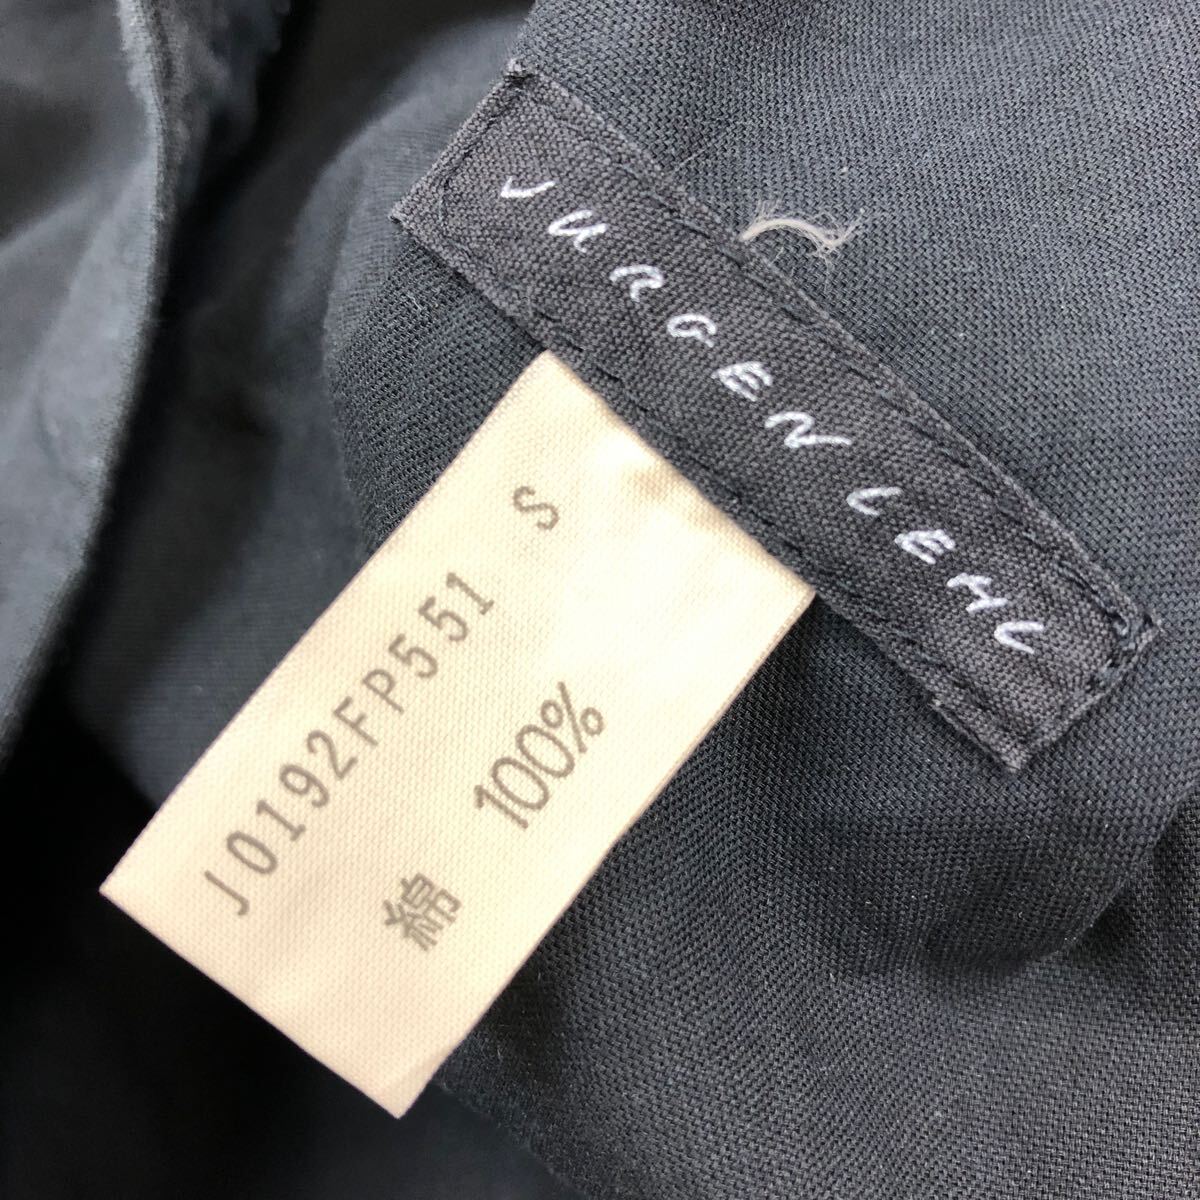 JURGEN LEHL
J0192FP551 S
綿 100%